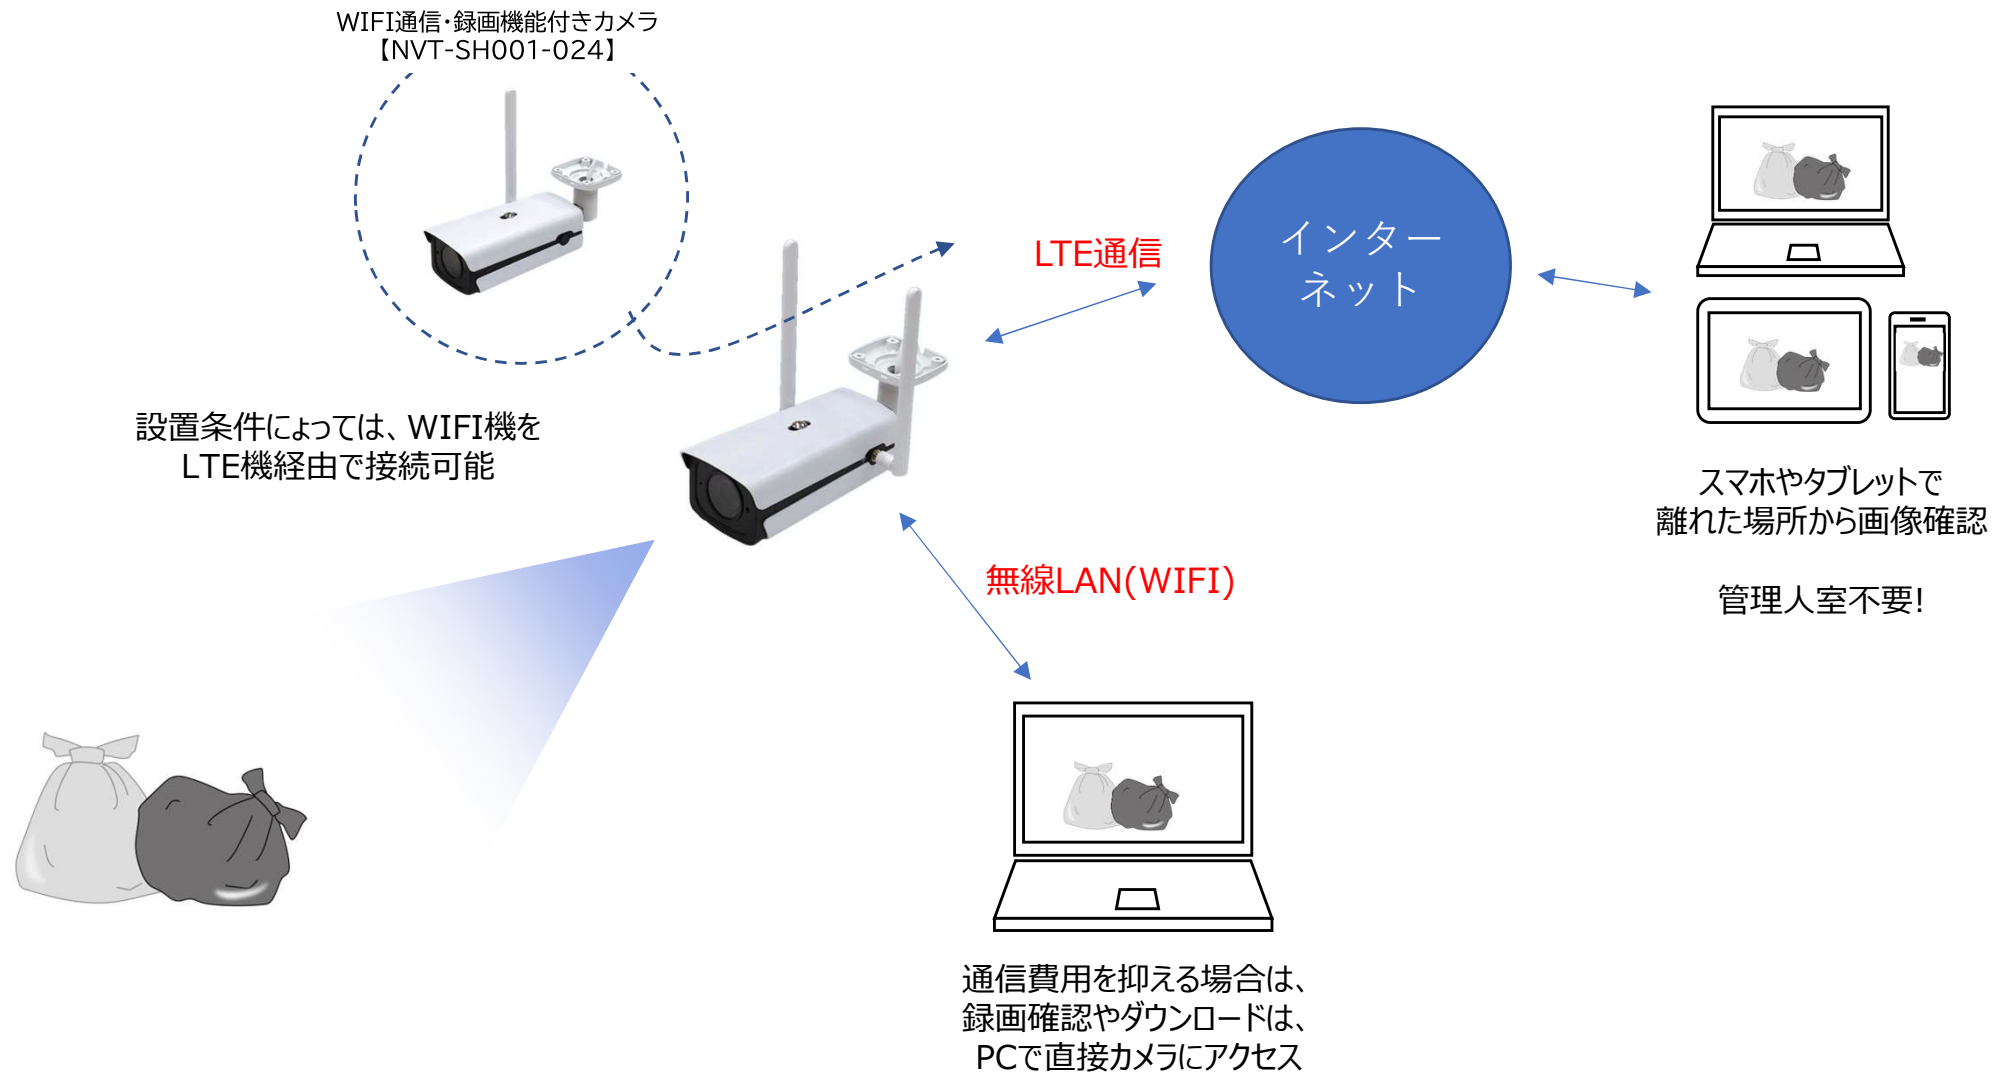 WIFI通信・録画機能付きカメラ
【NVT-SH001-024】
LTE通信
インター
ネット
設置条件によっては、WIFI機を
LTE機経由で接続可能
スマホやタブレットで
離れた場所から画像確認
管理人室不要!
無線LAN(WIFI)
通信費用を抑える場合は、
録画確認やダウンロードは、
PCで直接カメラにアクセス